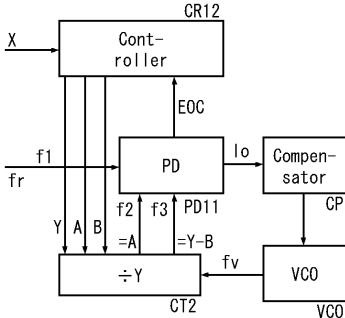 CR12
X
Cont-
roller
EOC
f1
fr
PD
Io
Compen-
sator
f2
f3
PD11
CP
Y
A
B
=A
=Y-B
fv
÷Y
VCO
CT2
VCO